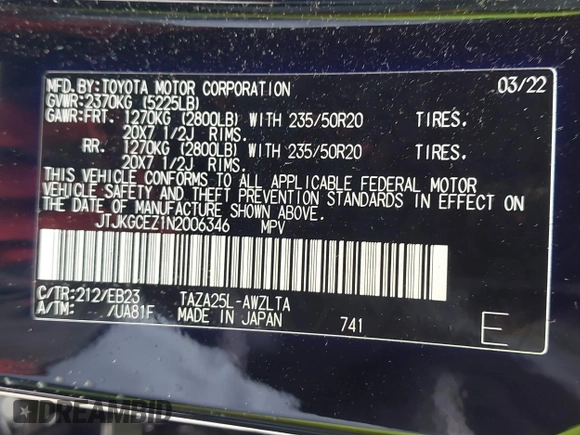 MFD.BY:TOYOTA MOTOR CORPORATION 03/22
GVWR:2370KG (5225LB)
GAWR:FRT. 1270KG (2800LB) WITH 235/50R20 TIRES.
20X7 1/2J RIMS.
RR. 1270KG (2800LB) WITH 235/50R20 TIRES.
20X7 1/2J RIMS.
THIS VEHICLE CONFORMS TO ALL APPLICABLE FEDERAL MOTOR
VEHICLE SAFETY AND THEFT PREVENTION STANDARDS IN EFFECT ON
THE DATE OF MANUFACTURE SHOWN ABOVE.
JTJKGCEZ1N2006346 MPV
C/TR:212/EB23 TAZA25L-AWZLTA
A/TM: /UA81F MADE IN JAPAN 741 E
DREAMBID